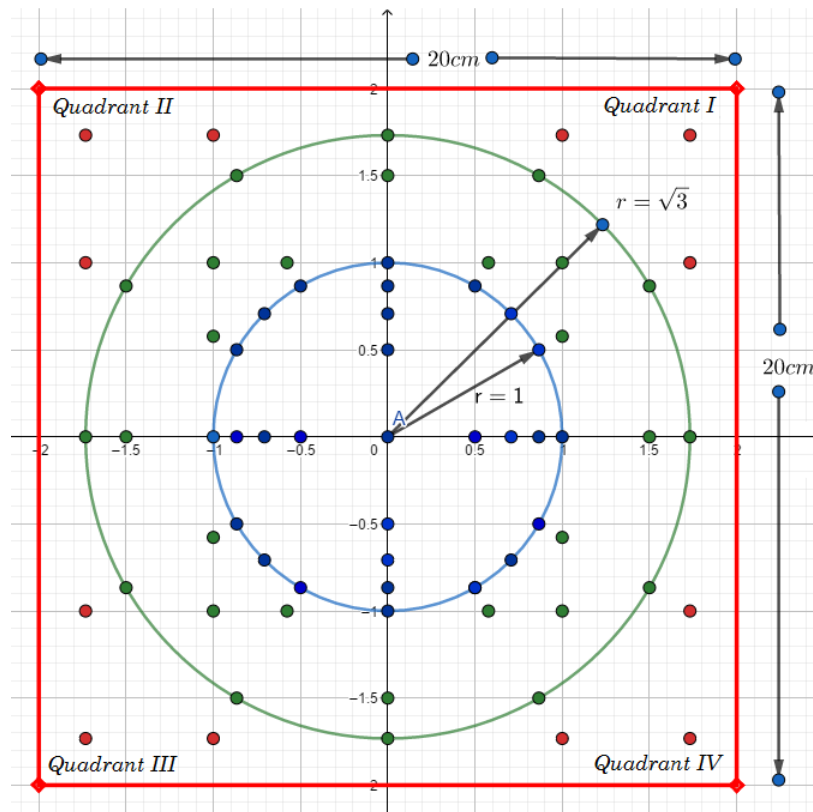 20cm
2
Quadrant II
Quadrant I
1.5
r = √3
1
0.5
20cm
r = 1
A
-2
-1.5
-1
-0.5
0
0.5
1
1.5
2
-0.5
-1
-1.5
Quadrant III
Quadrant IV
2